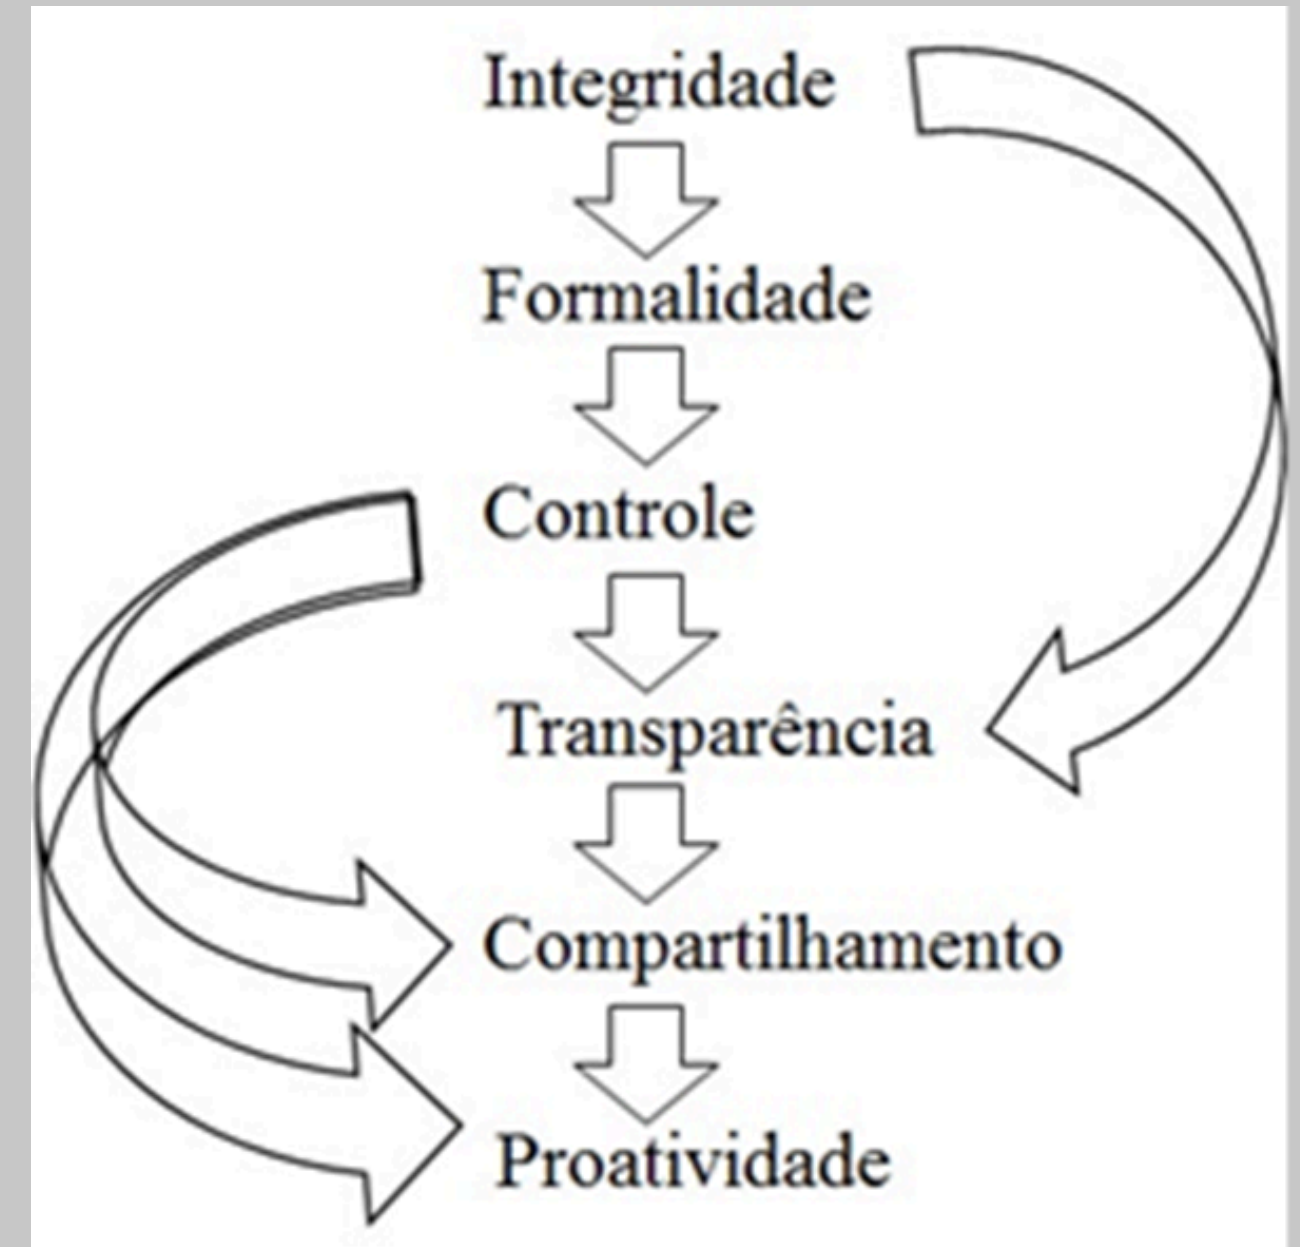 Integridade
Formalidade
Controle
Transparência
Compartilhamento
Proatividade